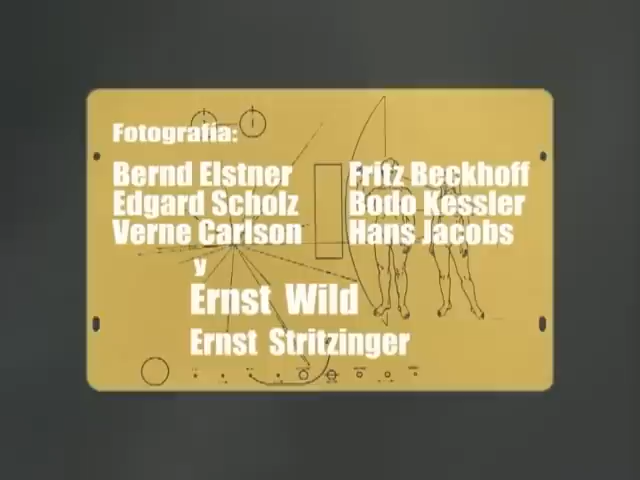 Fotografía:
Bernd Elstner Fritz Beckhoff
Edgard Scholz Bodo Kessler
Verne Carlson Hans Jacobs
y
Ernst Wild
Ernst Stritzinger